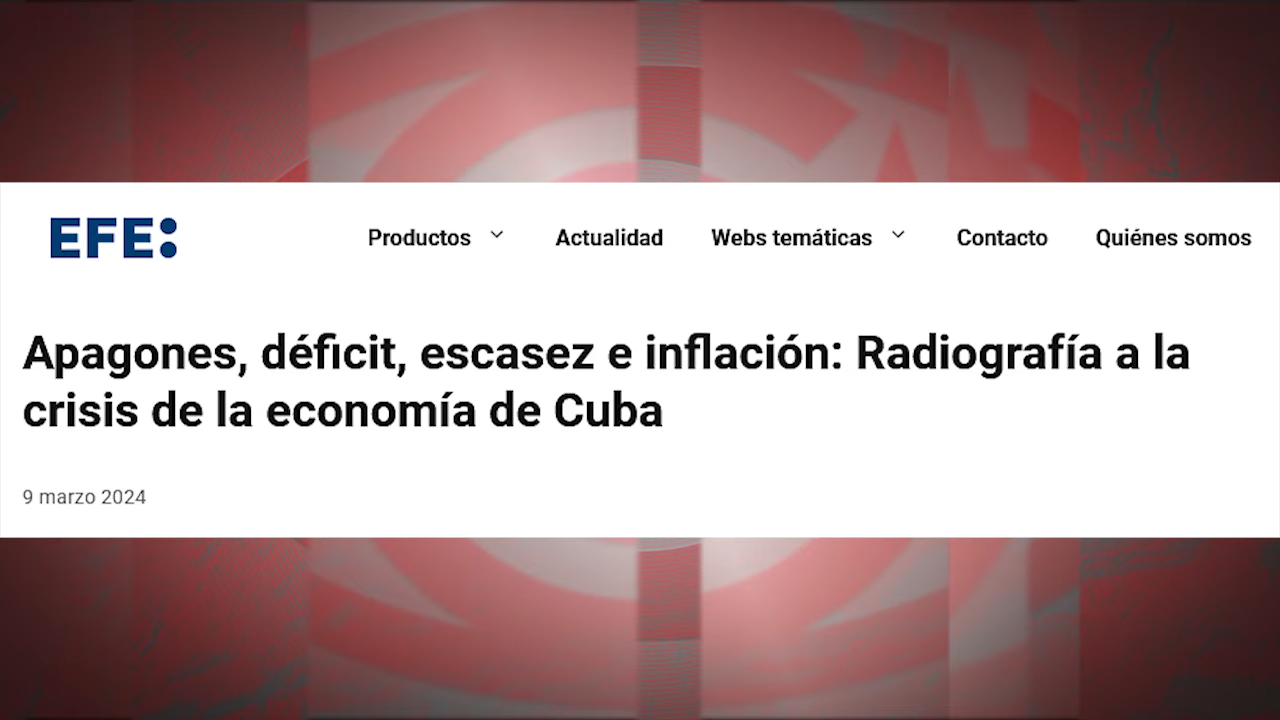 EFE:
Productos Actualidad Webs temáticas Contacto Quiénes somos
Apagones, déficit, escasez e inflación: Radiografía a la
crisis de la economía de Cuba
9 marzo 2024